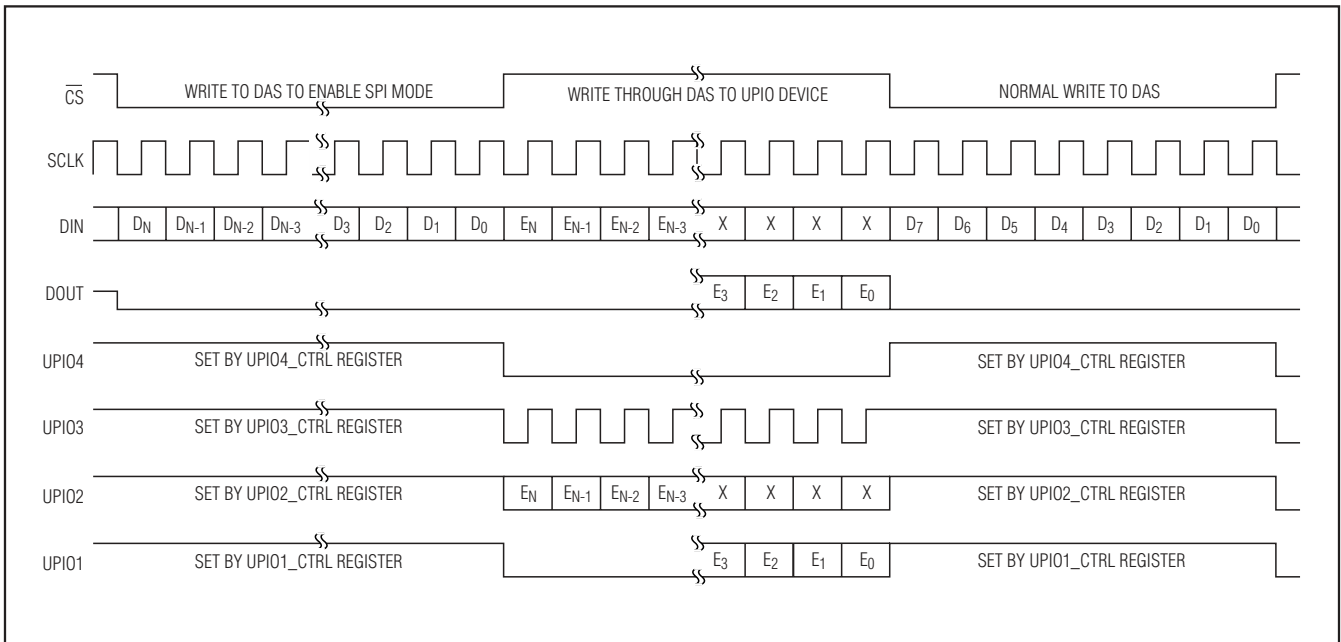 CS WRITE TO DAS TO ENABLE SPI MODE WRITE THROUGH DAS TO UPIO DEVICE NORMAL WRITE TO DAS
SCLK
DIN DN DN-1 DN-2 DN-3 D3 D2 D1 D0 EN EN-1 EN-2 EN-3 X X X X D7 D6 D5 D4 D3 D2 D1 D0
DOUT E3 E2 E1 E0
UPIO4 SET BY UPIO4_CTRL REGISTER SET BY UPIO4_CTRL REGISTER
UPIO3 SET BY UPIO3_CTRL REGISTER SET BY UPIO3_CTRL REGISTER
UPIO2 SET BY UPIO2_CTRL REGISTER EN EN-1 EN-2 EN-3 X X X X SET BY UPIO2_CTRL REGISTER
UPIO1 SET BY UPIO1_CTRL REGISTER E3 E2 E1 E0 SET BY UPIO1_CTRL REGISTER